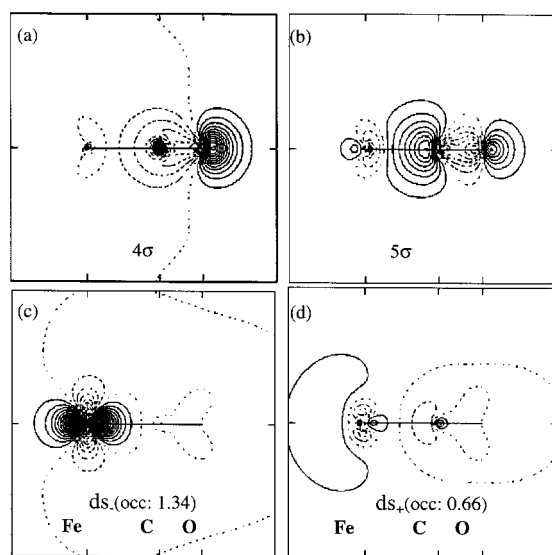 (a)
(b)
4σ
5σ
(c)
(d)
ds₋(occ: 1.34)
ds₊(occ: 0.66)
Fe C O
Fe C O